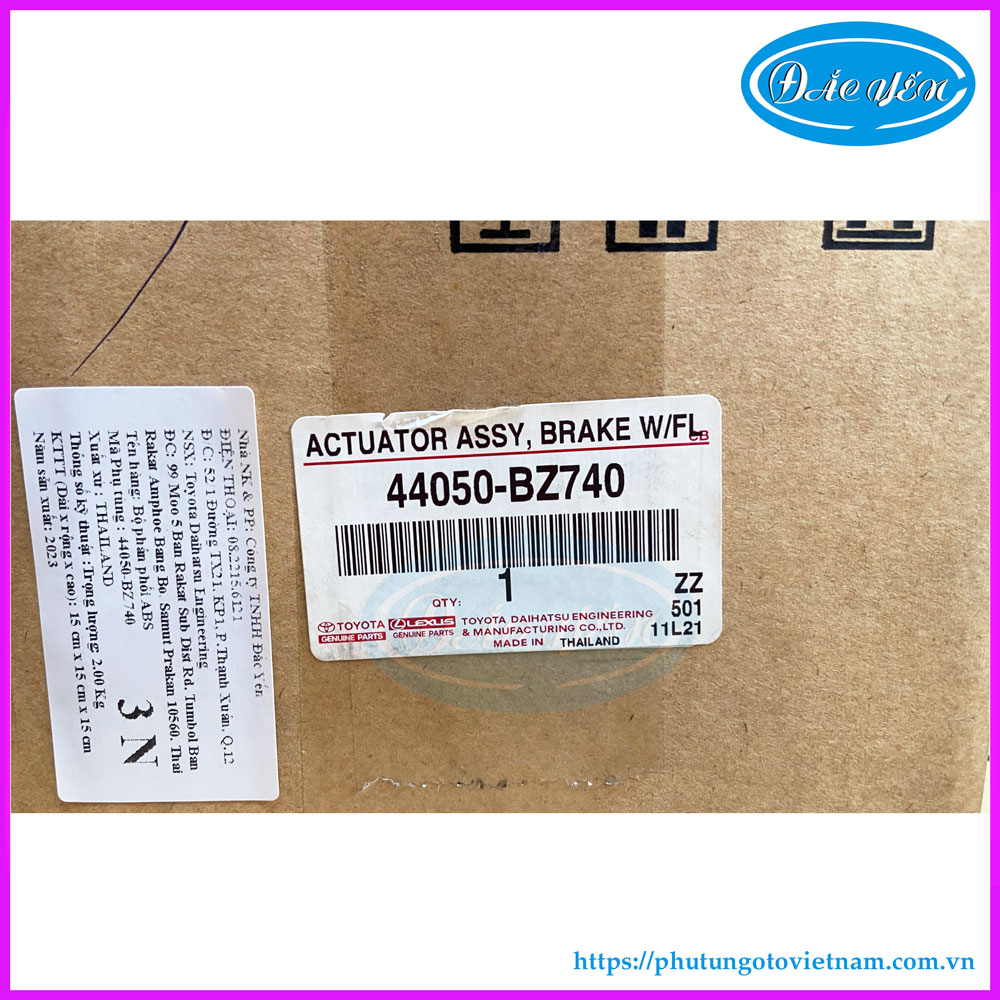 ĐẮC YẾN
ACTUATOR ASSY, BRAKE W/FL
CB
44050-BZ740
QTY: 1
ZZ
501
11L21
TOYOTA
GENUINE PARTS
LEXUS
GENUINE PARTS
TOYOTA DAIHATSU ENGINEERING
& MANUFACTURING CO.,LTD.
MADE IN THAILAND
Nhà NK & PP: Công ty TNHH Đắc Yến
ĐIỆN THOẠI: 08.2215.6121
Đ/C: 52/1 Đường TX21, KP1, P.Thạnh Xuân, Q.12
NSX: Toyota Daihatsu Engineering
ĐC: 99 Moo 5 Ban Rakat Sub Dist Rd. Tumbol Ban
Rakat Amphoe Bang Bo. Samut Prakan 10560. Thai
Tên hàng: Bộ phân phối ABS
Mã Phụ tùng : 44050-BZ740
Xuất xứ : THAILAND
Thông số kỹ thuật :Trọng lượng: 2.00 Kg
KTTT (Dài x rộng x cao): 15 cm x 15 cm x 15 cm
Năm sản xuất: 2023
3 N
https://phutungotovietnam.com.vn